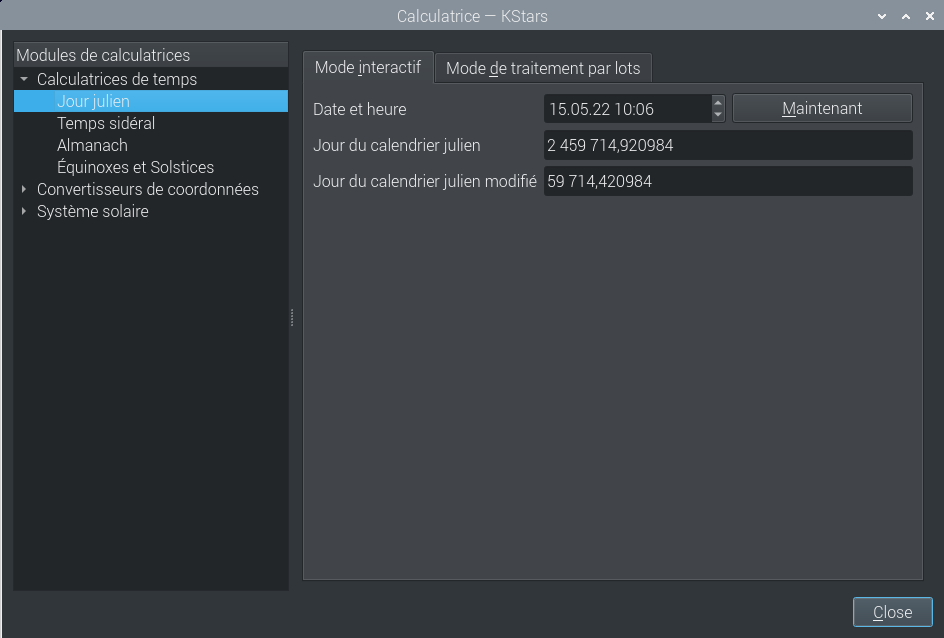 Calculatrice — KStars
Modules de calculatrices
Calculatrices de temps
Jour julien
Temps sidéral
Almanach
Équinoxes et Solstices
Convertisseurs de coordonnées
Système solaire
Mode interactif
Mode de traitement par lots
Date et heure
15.05.22 10:06
Maintenant
Jour du calendrier julien
2 459 714,920984
Jour du calendrier julien modifié
59 714,420984
Close